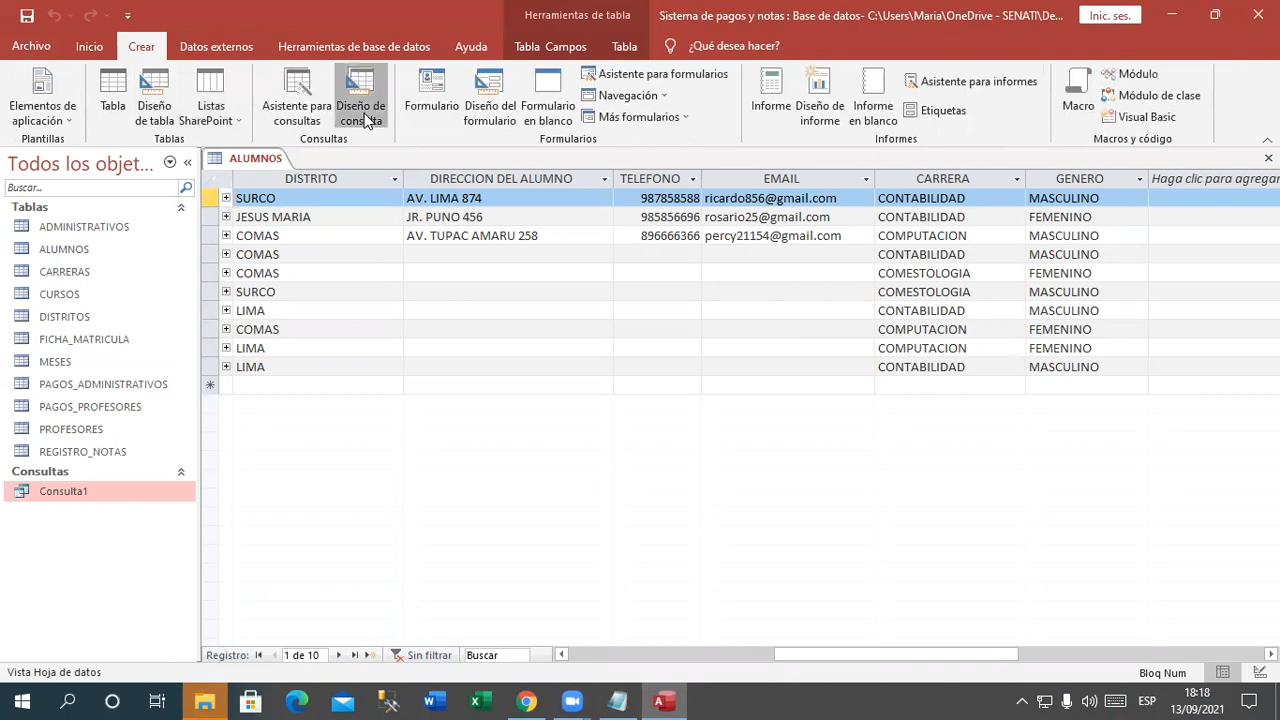 Herramientas de tabla
Sistema de pagos y notas : Base de datos- C:\Users\Maria\OneDrive - SENATI\De...
Inic. ses.
Archivo
Inicio
Crear
Datos externos
Herramientas de base de datos
Ayuda
Tabla Campos
Tabla
¿Qué desea hacer?
Elementos de aplicación
Tabla
Diseño de tabla
Listas SharePoint
Asistente para consultas
Diseño de consulta
Formulario
Diseño del formulario
Formulario en blanco
Asistente para formularios
Navegación
Más formularios
Informe
Diseño de informe
Informe en blanco
Asistente para informes
Etiquetas
Macro
Módulo
Módulo de clase
Visual Basic
Plantillas
Tablas
Consultas
Formularios
Informes
Macros y código
Todos los objet...
Buscar...
Tablas
ADMINISTRATIVOS
ALUMNOS
CARRERAS
CURSOS
DISTRITOS
FICHA_MATRICULA
MESES
PAGOS_ADMINISTRATIVOS
PAGOS_PROFESORES
PROFESORES
REGISTRO_NOTAS
Consultas
Consulta1
ALUMNOS
DISTRITO DIRECCION DEL ALUMNO TELEFONO EMAIL CARRERA GENERO Haga clic para agregar
SURCO AV. LIMA 874 987858588 ricardo856@gmail.com CONTABILIDAD MASCULINO
JESUS MARIA JR. PUNO 456 985856696 rosario25@gmail.com CONTABILIDAD FEMENINO
COMAS AV. TUPAC AMARU 258 896666366 percy21154@gmail.com COMPUTACION MASCULINO
COMAS CONTABILIDAD MASCULINO
COMAS COMESTOLOGIA FEMENINO
SURCO COMESTOLOGIA MASCULINO
LIMA CONTABILIDAD MASCULINO
COMAS COMPUTACION FEMENINO
LIMA COMPUTACION FEMENINO
LIMA CONTABILIDAD MASCULINO
Registro: 1 de 10 Sin filtrar Buscar
Vista Hoja de datos
Bloq Num
ESP
18:18
13/09/2021